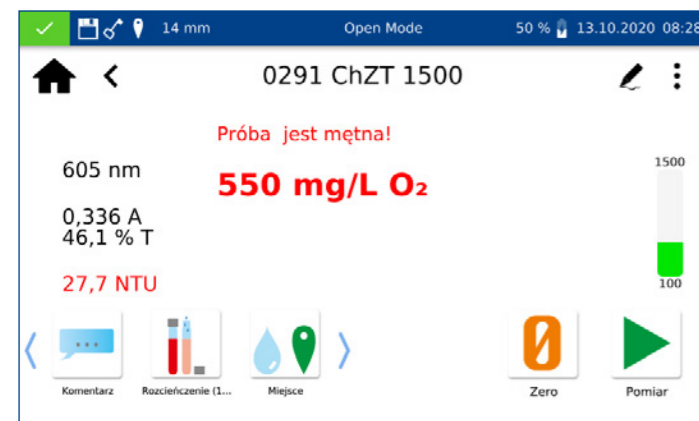 14 mm Open Mode 50 % 13.10.2020 08:28
0291 ChZT 1500
Próba jest mętna!
605 nm
550 mg/L O₂
1500
0,336 A
46,1 % T
27,7 NTU
100
0
Komentarz Rozcieńczenie (1... Miejsce Zero Pomiar